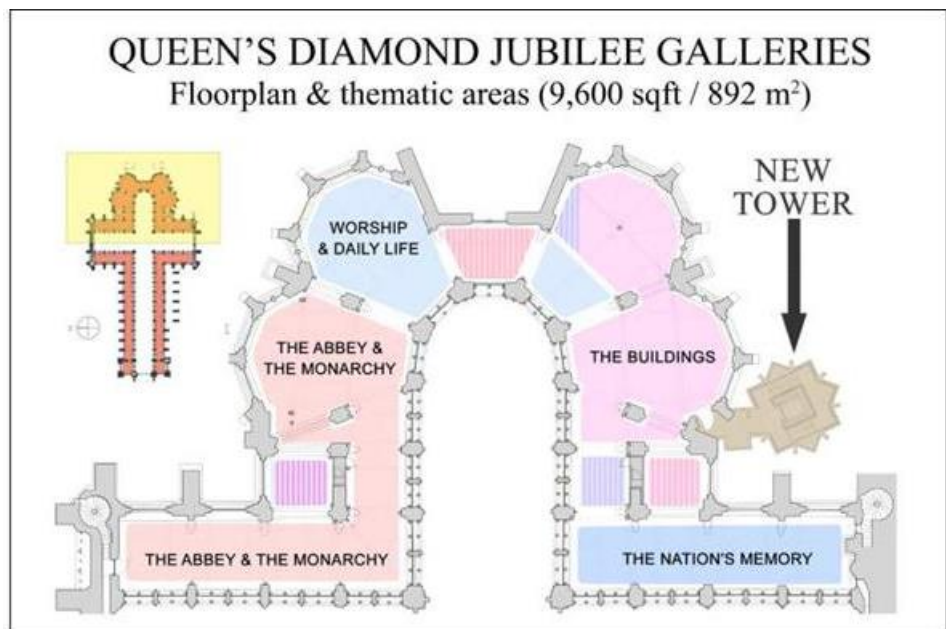 QUEEN'S DIAMOND JUBILEE GALLERIES
Floorplan & thematic areas (9,600 sqft / 892 m²)
NEW
TOWER
WORSHIP
& DAILY LIFE
THE ABBEY &
THE MONARCHY
THE BUILDINGS
THE ABBEY & THE MONARCHY
THE NATION'S MEMORY